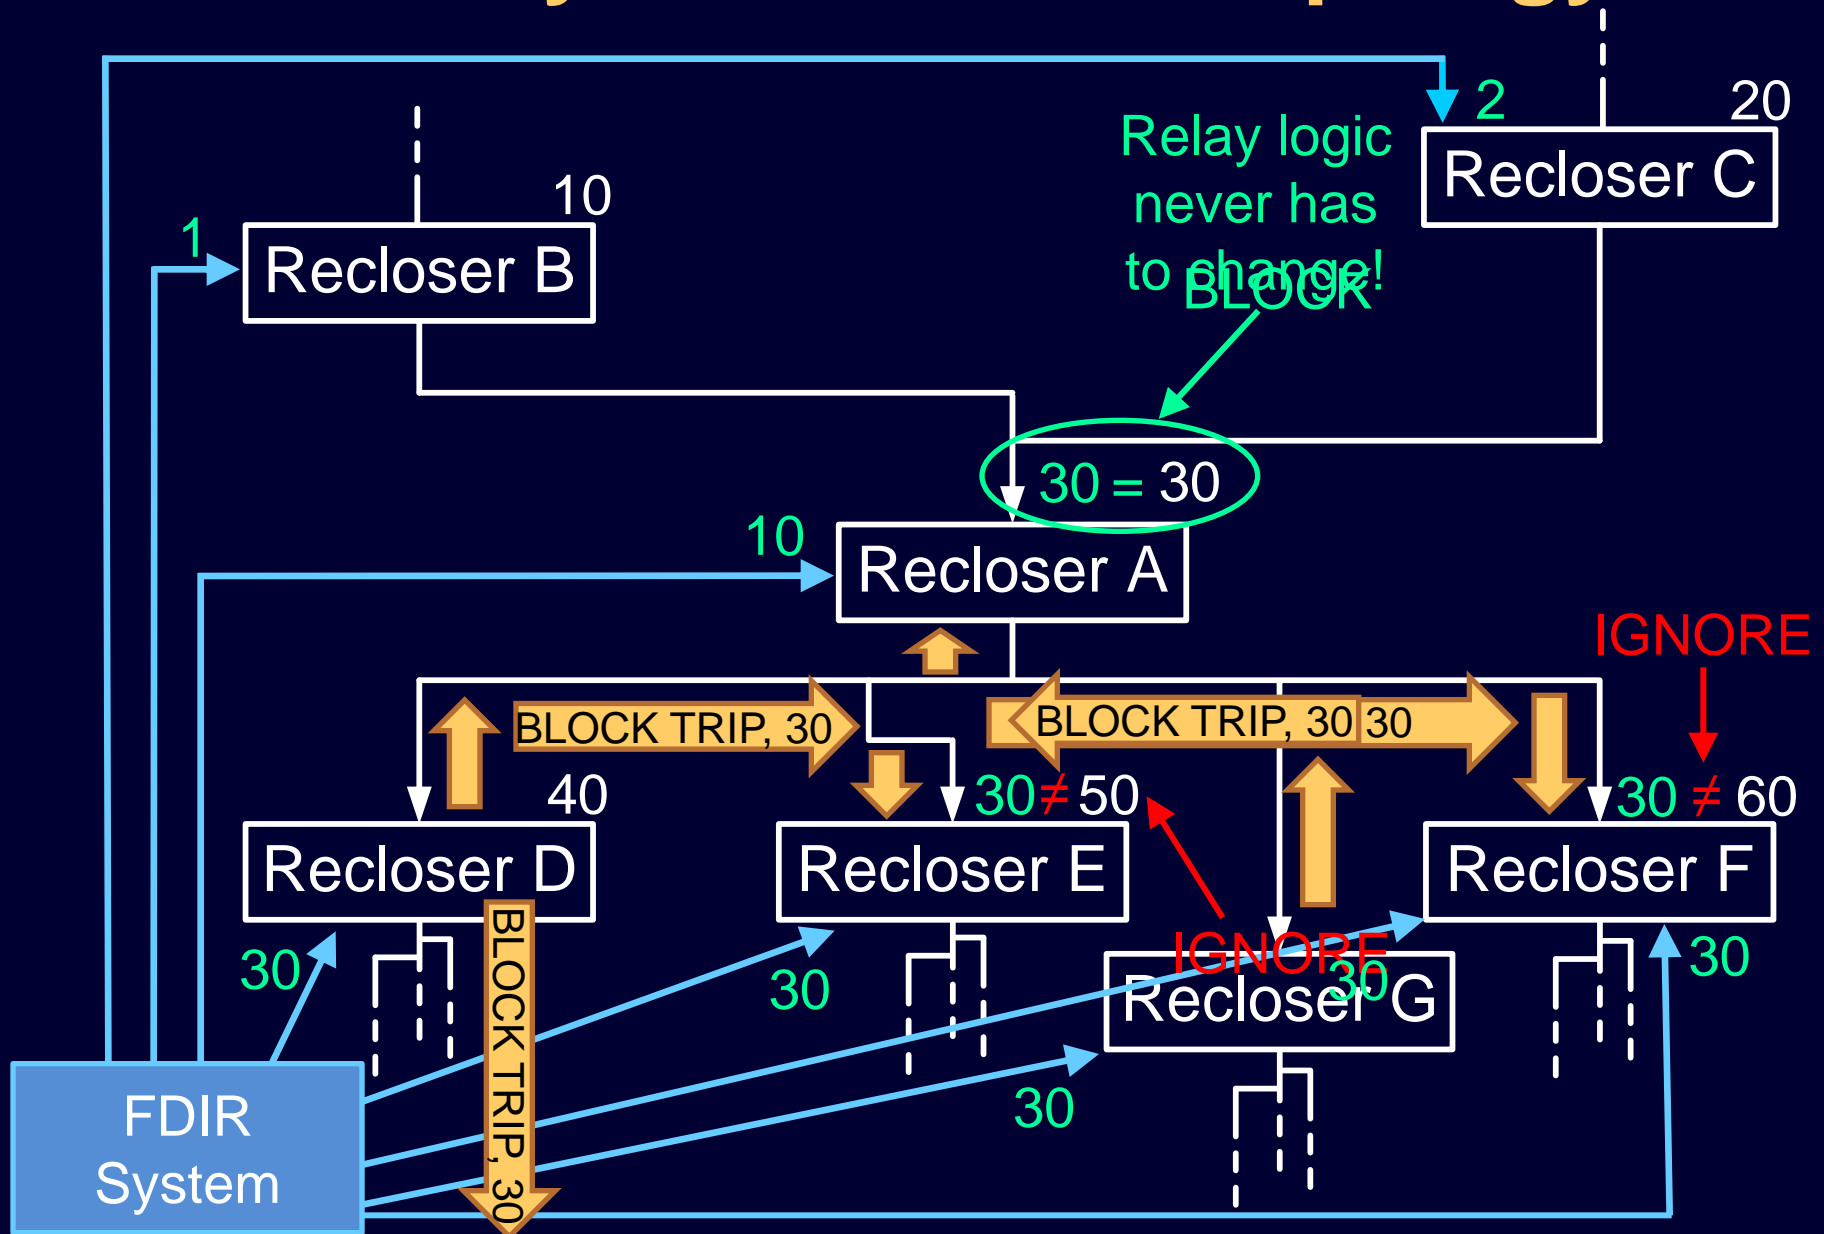 2
20
Relay logic
never has
to change!
BLOCK
Recloser C
10
1
Recloser B
30 = 30
10
Recloser A
IGNORE
BLOCK TRIP, 30
BLOCK TRIP, 30
30
40
30 ≠ 50
30 ≠ 60
Recloser D
Recloser E
Recloser F
BLOCK TRIP, 30
IGNORE
30
30
30
30
Recloser G
30
FDIR
System